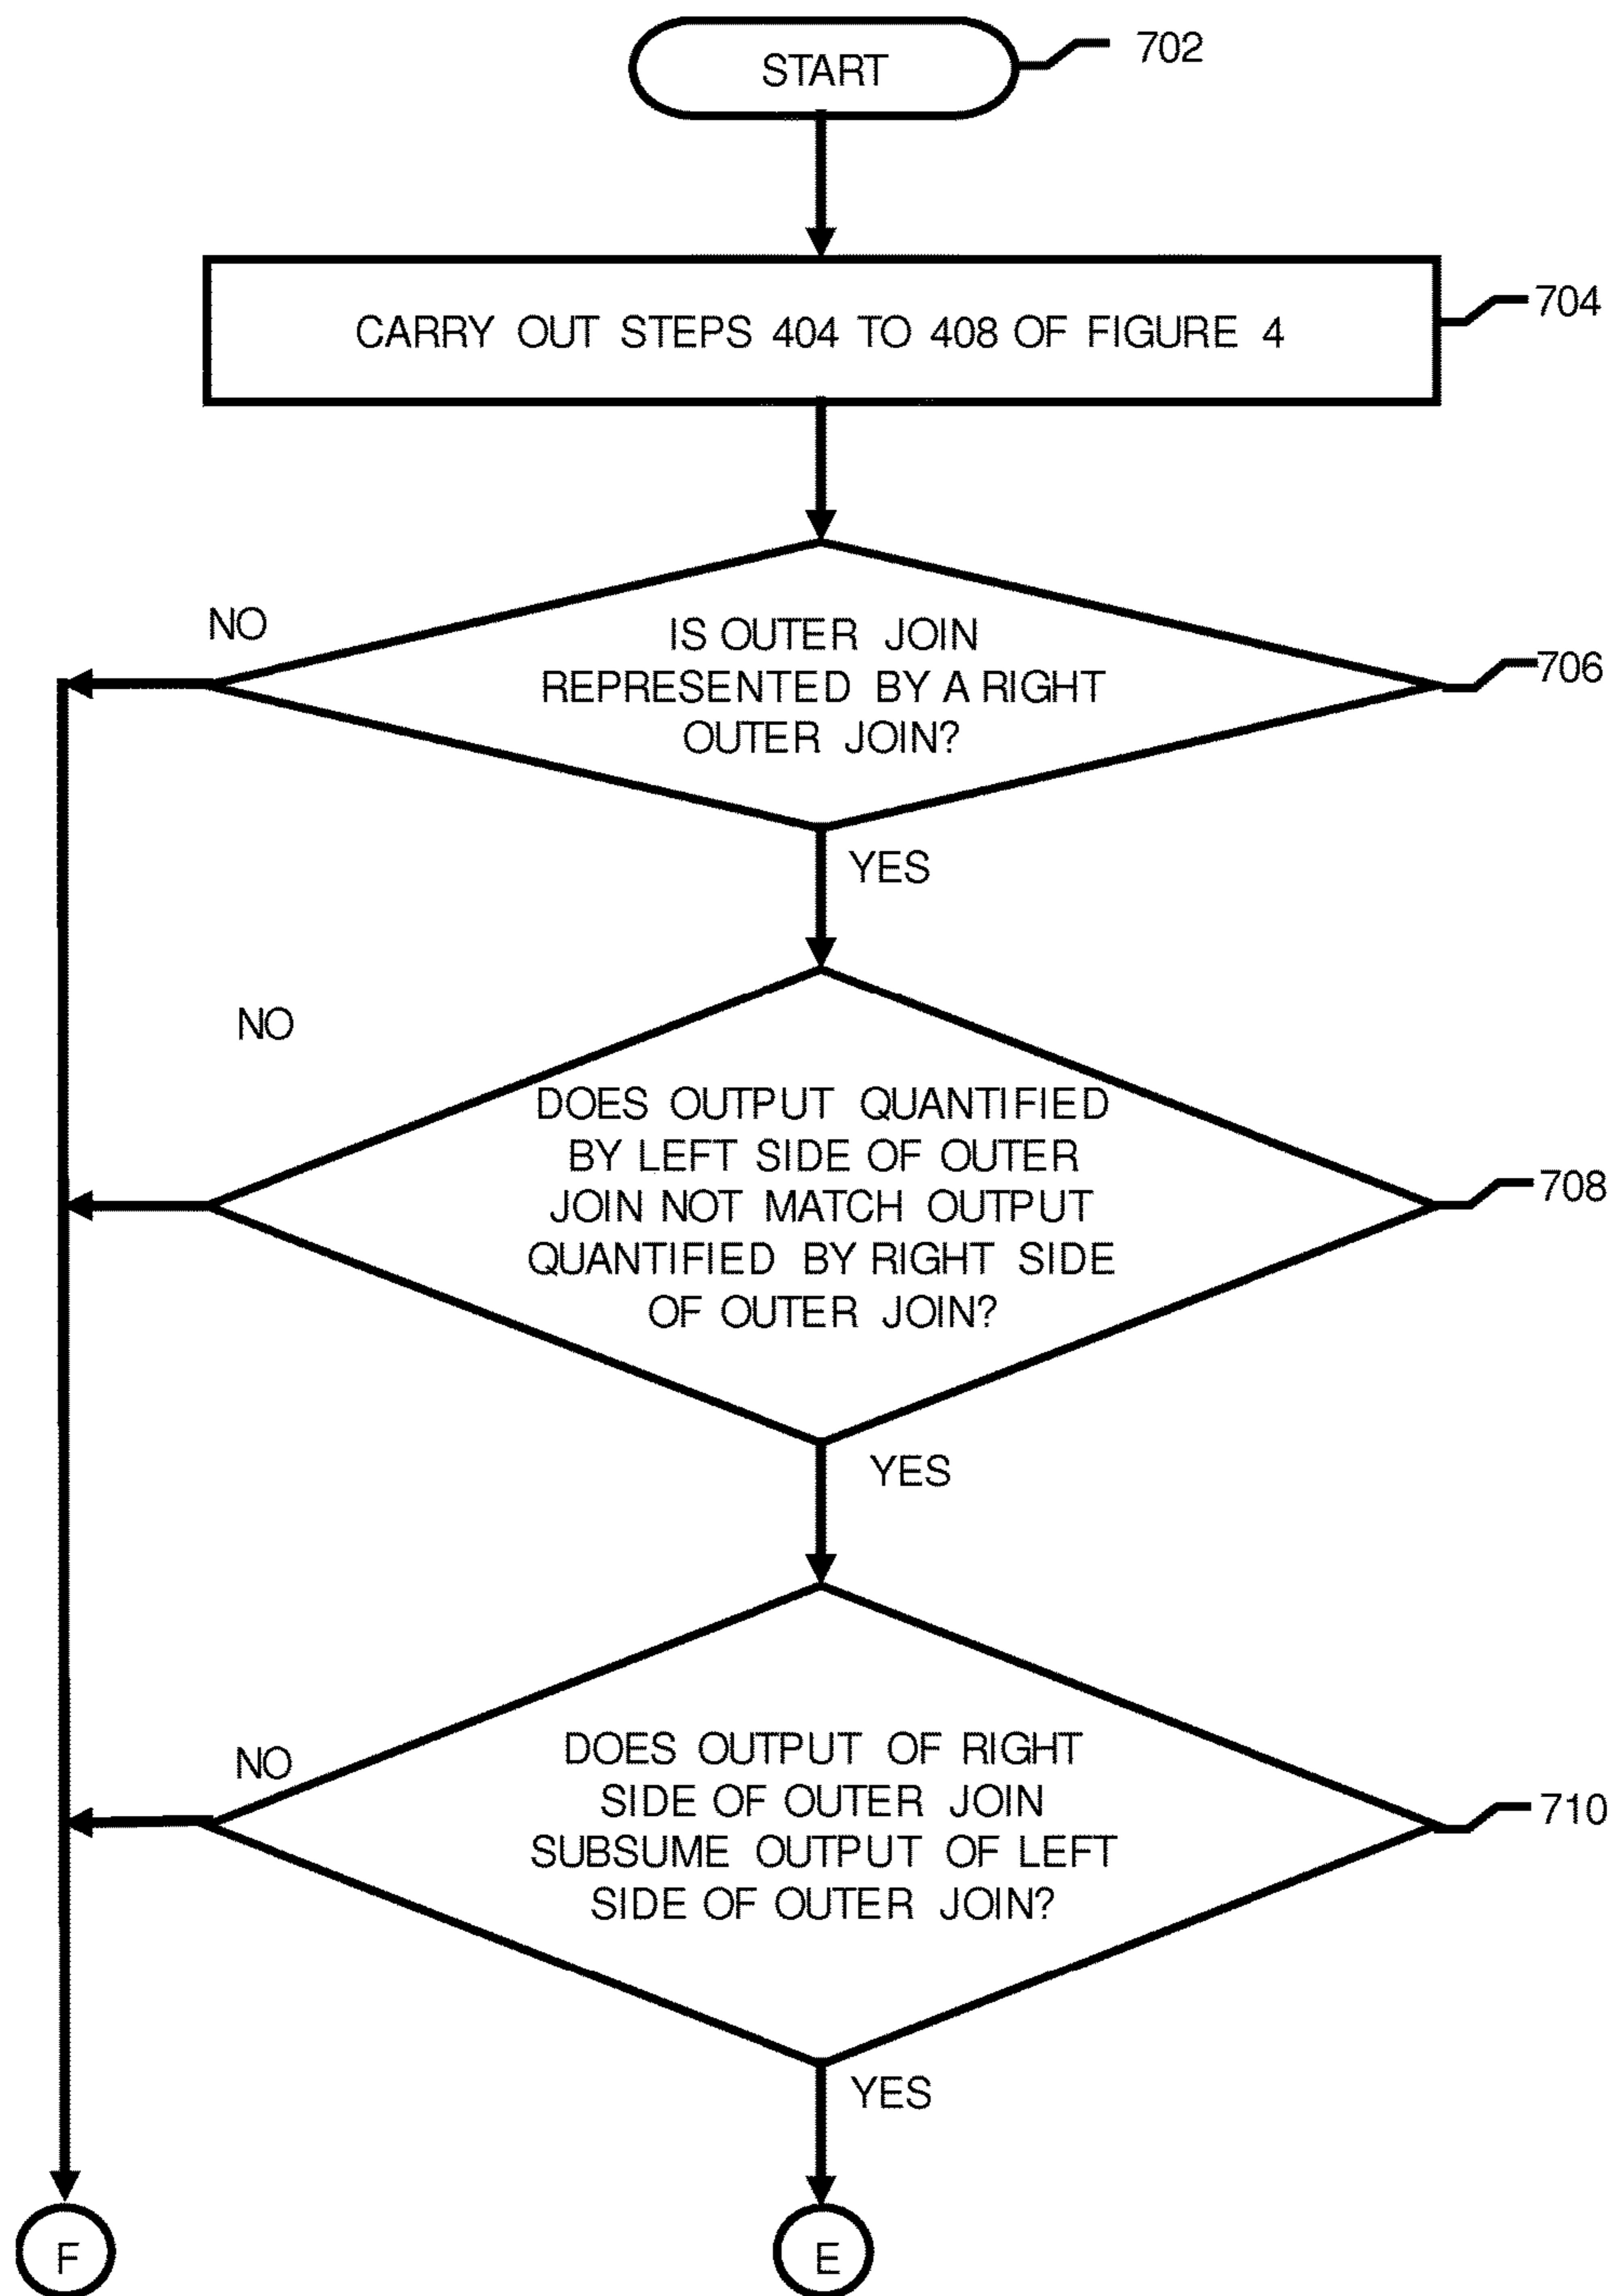 START
702
CARRY OUT STEPS 404 TO 408 OF FIGURE 4
704
NO
IS OUTER JOIN
REPRESENTED BY A RIGHT
OUTER JOIN?
706
YES
NO
DOES OUTPUT QUANTIFIED
BY LEFT SIDE OF OUTER
JOIN NOT MATCH OUTPUT
QUANTIFIED BY RIGHT SIDE
OF OUTER JOIN?
708
YES
NO
DOES OUTPUT OF RIGHT
SIDE OF OUTER JOIN
SUBSUME OUTPUT OF LEFT
SIDE OF OUTER JOIN?
710
YES
F
E